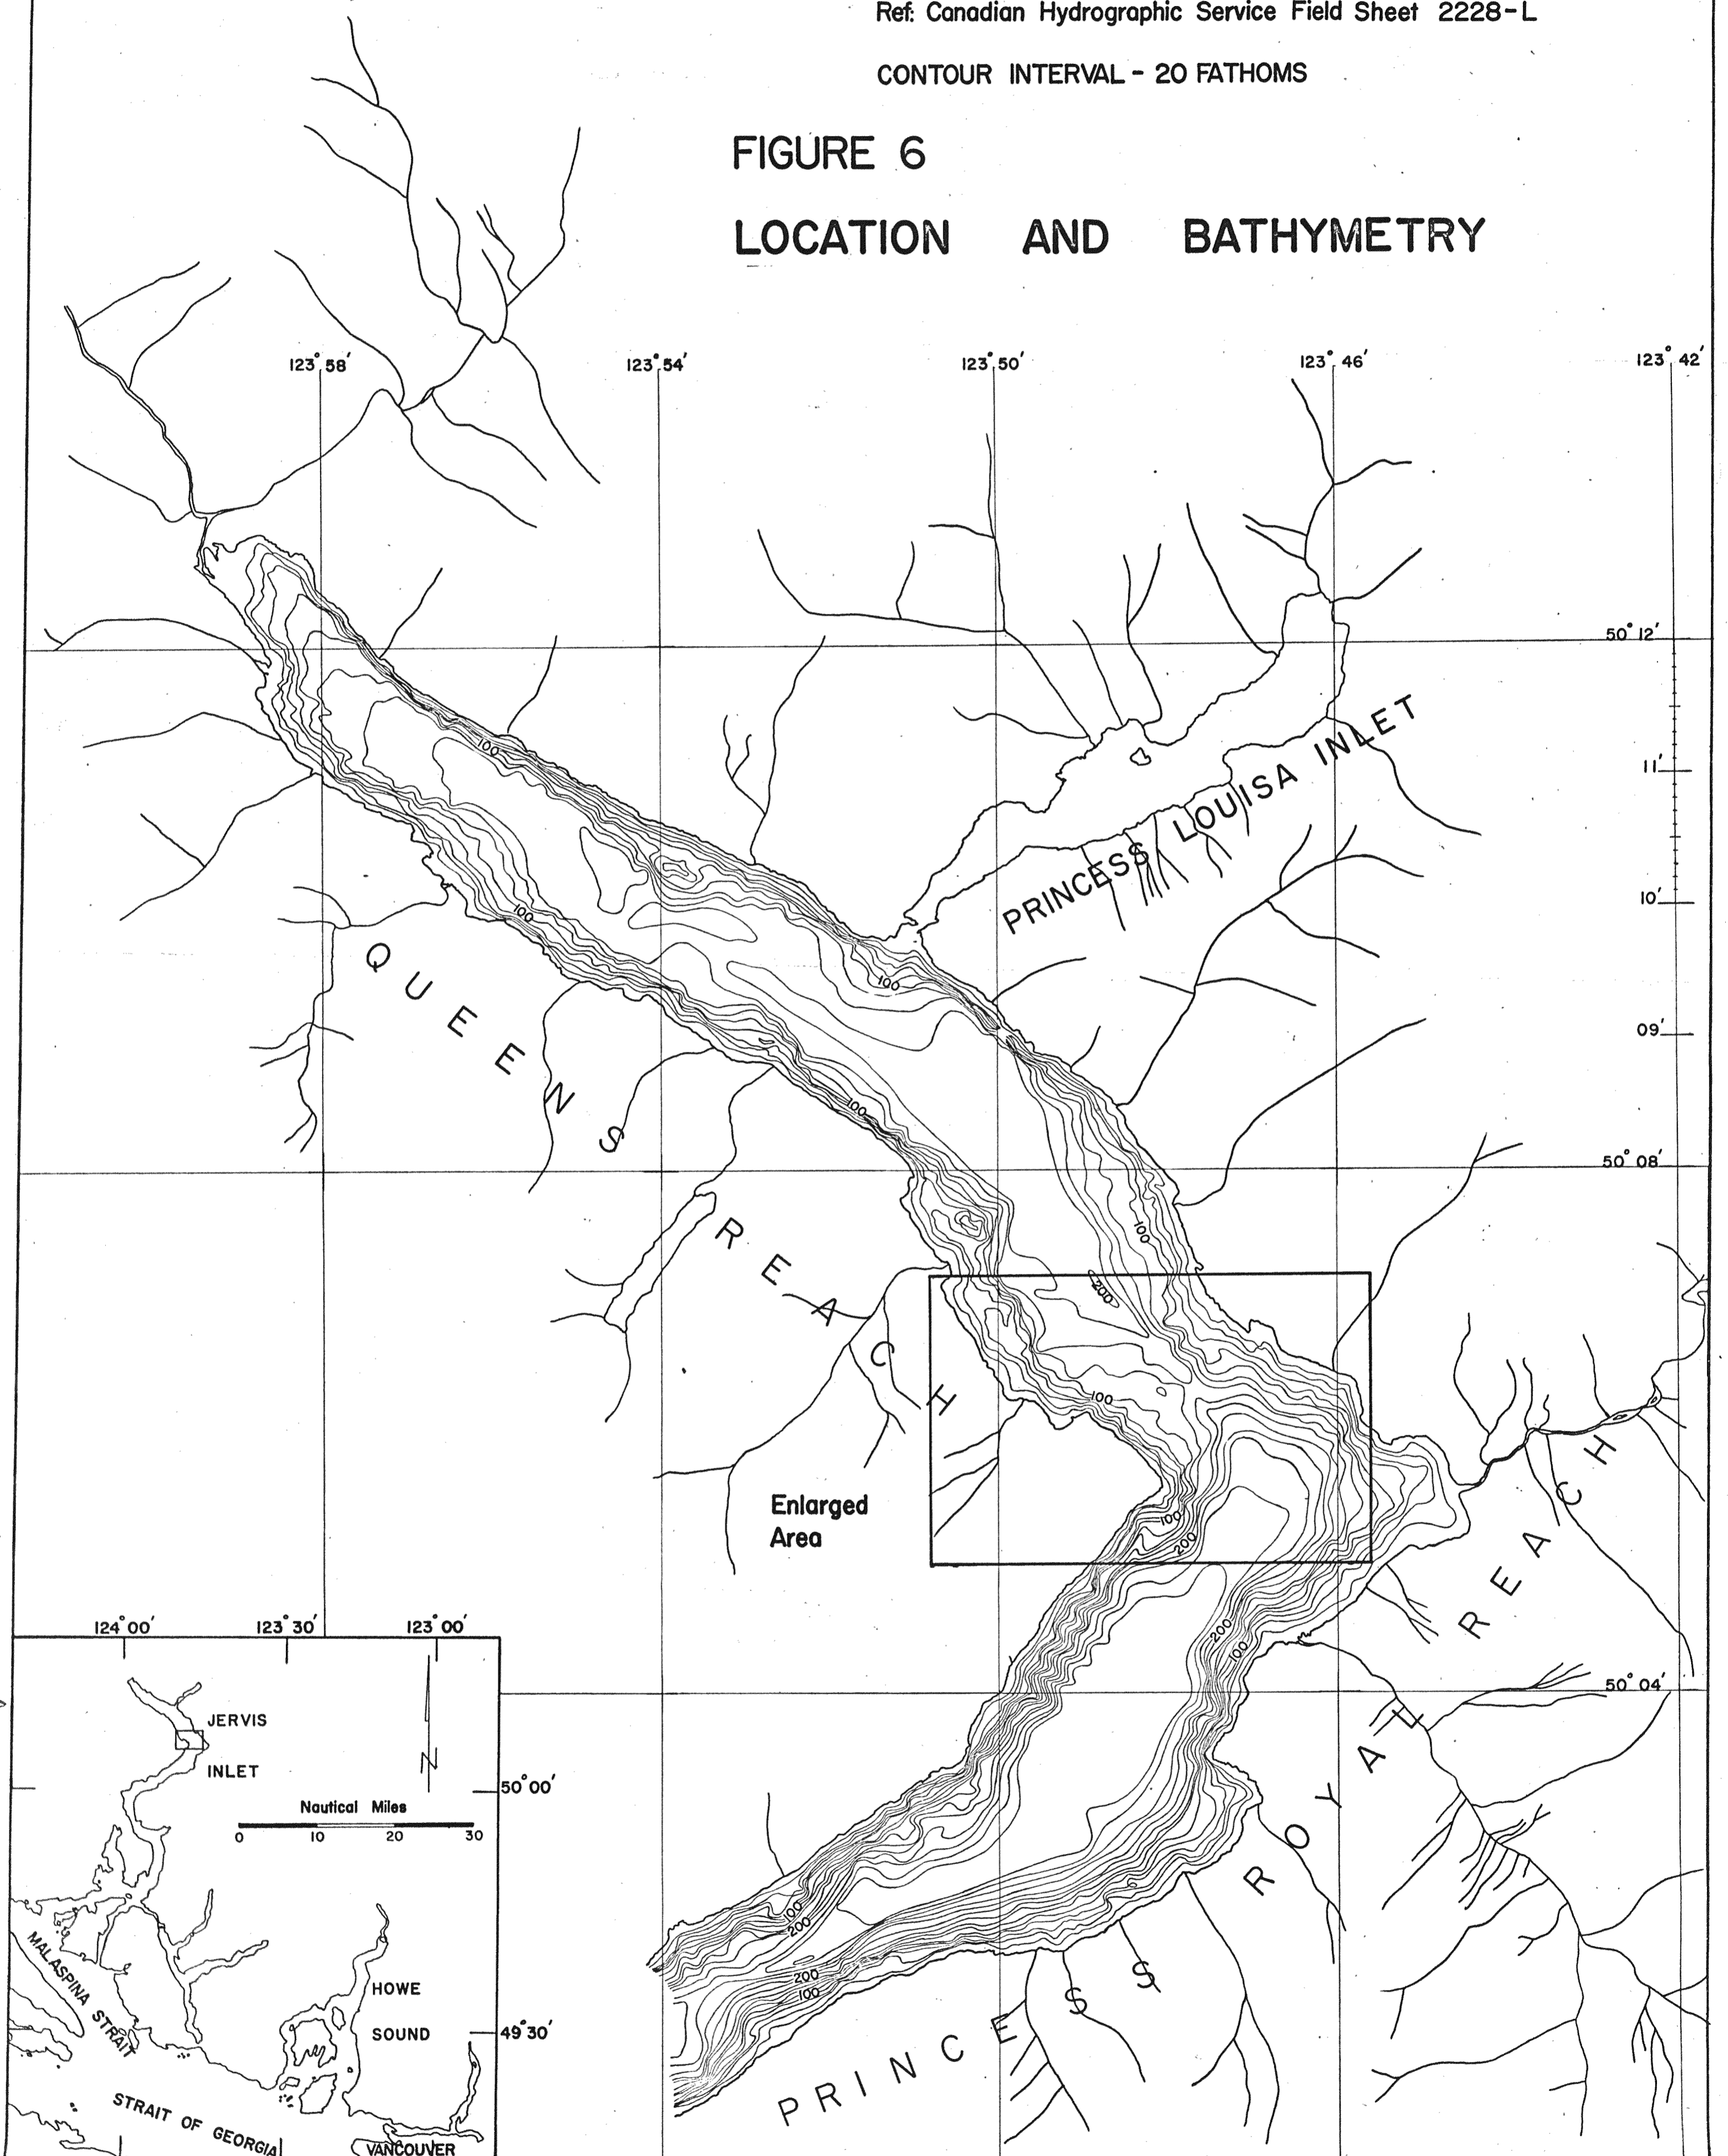 Ref: Canadian Hydrographic Service Field Sheet 2228-L
CONTOUR INTERVAL - 20 FATHOMS
FIGURE 6
LOCATION AND BATHYMETRY
123° 58' 123° 54' 123° 50' 123° 46' 123° 42'
50° 12'
PRINCESS LOUISA INLET
11'
100
10'
100
100
09'
QUEENS REACH
100
50° 08'
100
200
100
Enlarged
Area
100
200
200
100
50° 04'
PRINCESS ROYAL REACH
100
200
200
100
124° 00' 123° 30' 123° 00'
JERVIS
INLET
N
50° 00'
Nautical Miles
0 10 20 30
MALASPINA STRAIT
HOWE
SOUND
49° 30'
STRAIT OF GEORGIA
VANCOUVER